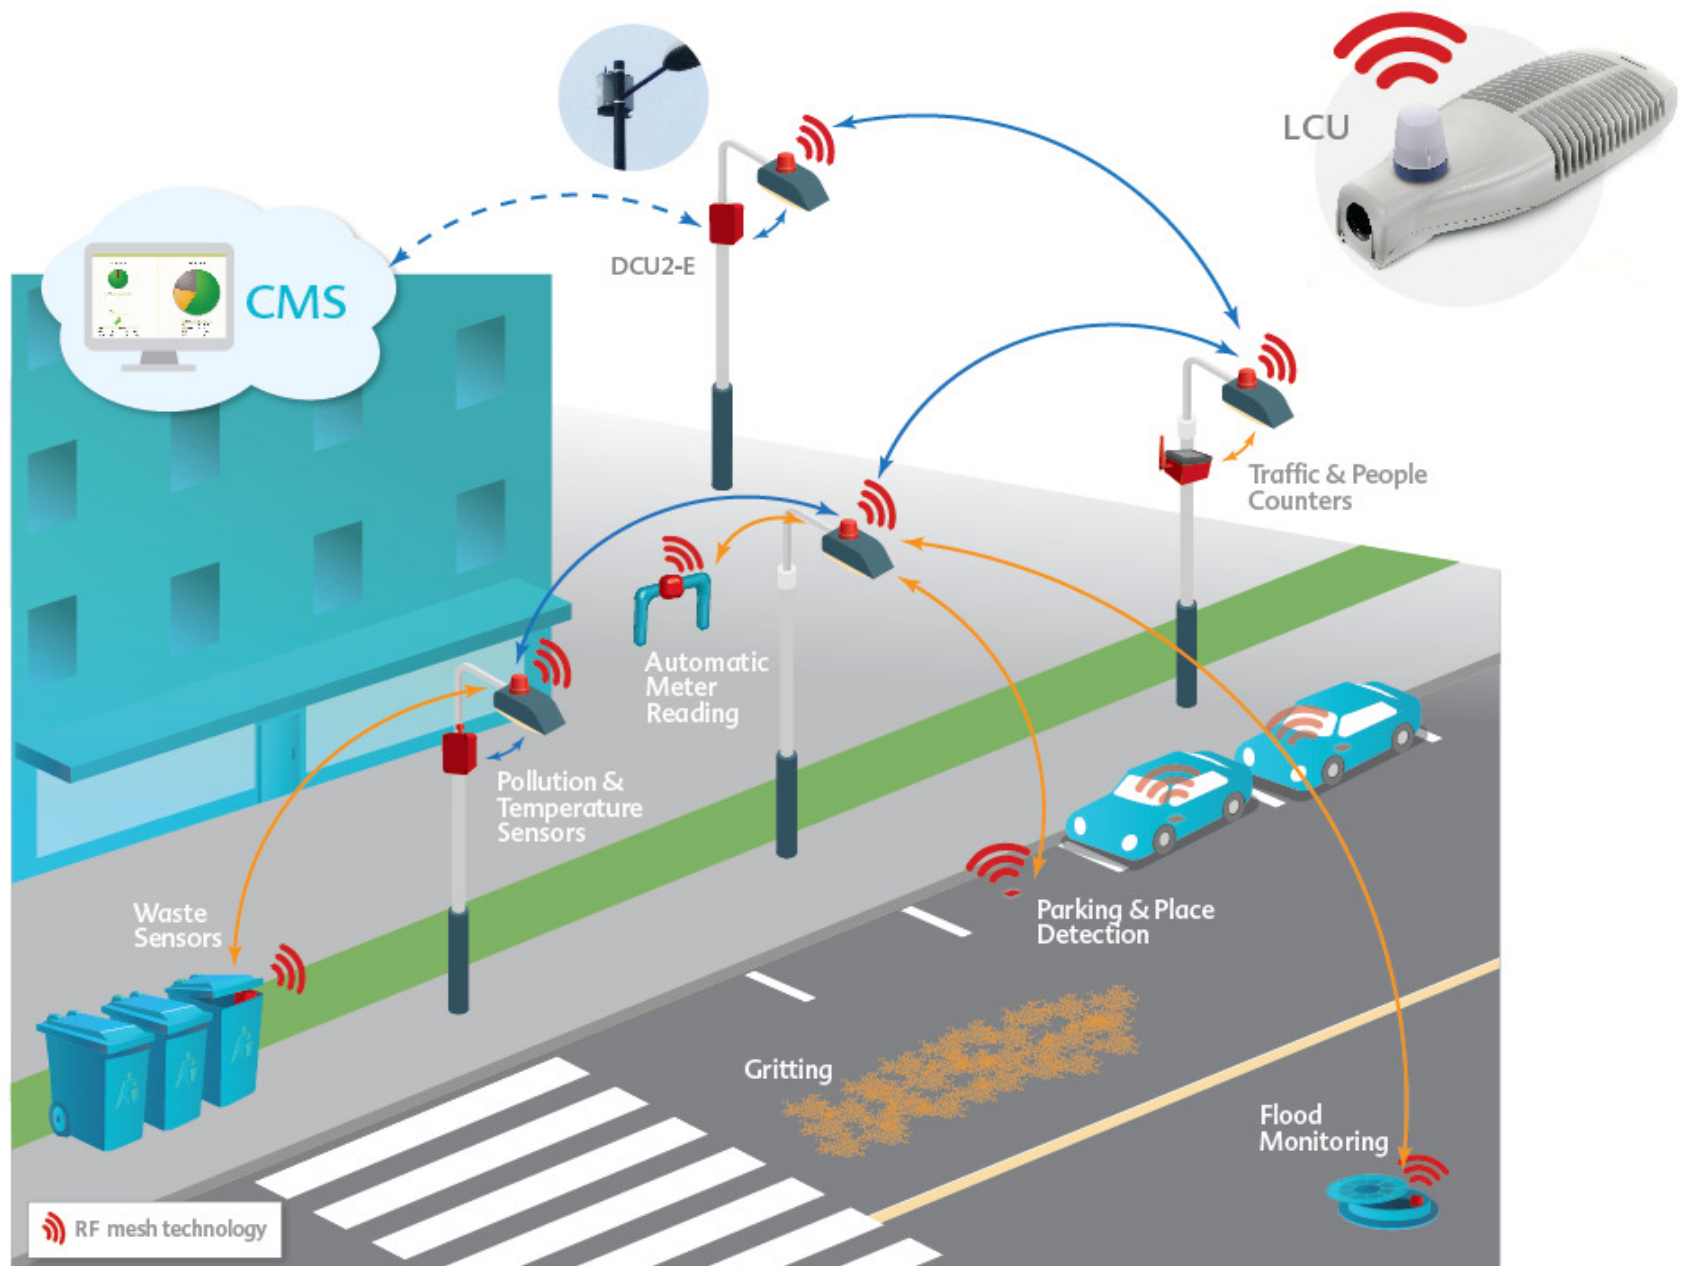 LCU
DCU2-E
CMS
Traffic & People
Counters
Automatic
Meter
Reading
Pollution &
Temperature
Sensors
Waste
Sensors
Parking & Place
Detection
Gritting
Flood
Monitoring
RF mesh technology